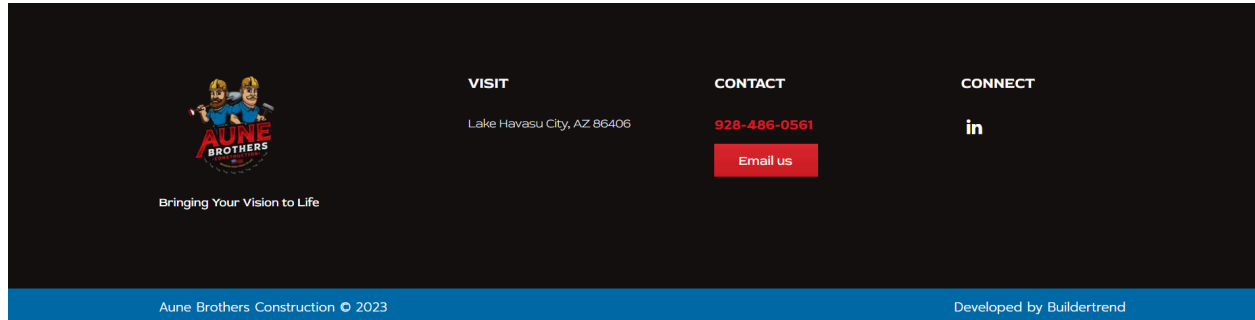 AUNE
BROTHERS
CONSTRUCTION
Bringing Your Vision to Life
VISIT
Lake Havasu City, AZ 86406
CONTACT
928-486-0561
Email us
CONNECT
in
Aune Brothers Construction © 2023
Developed by Buildertrend